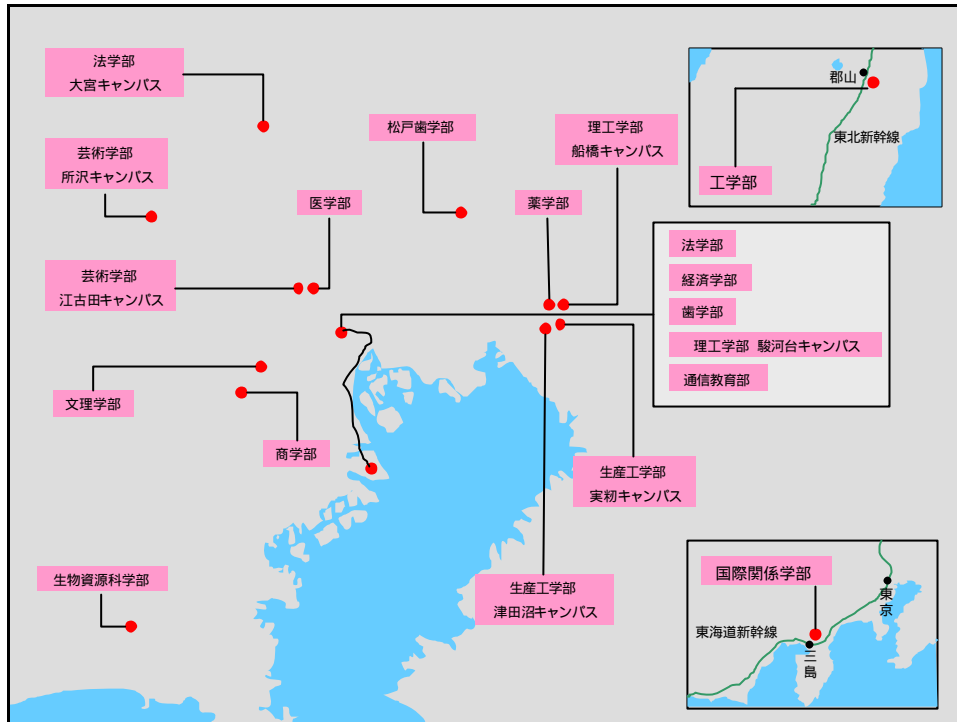 法学部
大宮キャンパス
芸術学部
所沢キャンパス
松戸歯学部
理工学部
船橋キャンパス
医学部
薬学部
芸術学部
江古田キャンパス
文理学部
商学部
生物資源科学部
生産工学部
実籾キャンパス
生産工学部
津田沼キャンパス
郡山
東北新幹線
工学部
法学部
経済学部
歯学部
理工学部 駿河台キャンパス
通信教育部
国際関係学部
東京
東海道新幹線
三島